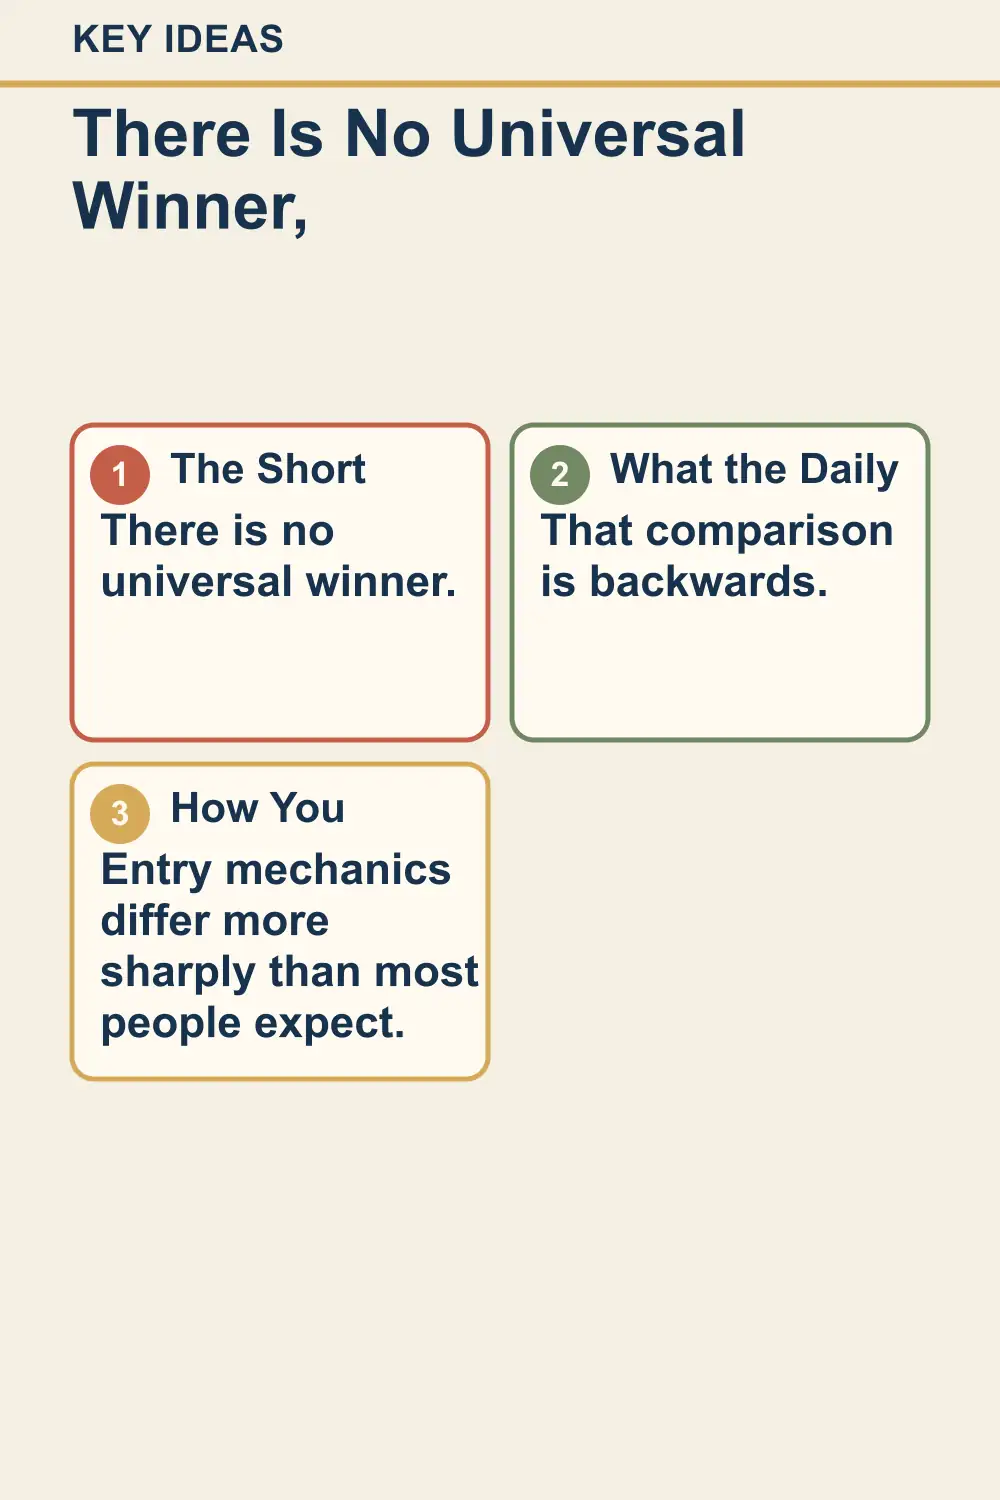 KEY IDEAS
There Is No Universal
Winner,
1 The Short
There is no
universal winner.
2 What the Daily
That comparison
is backwards.
3 How You
Entry mechanics
differ more
sharply than most
people expect.